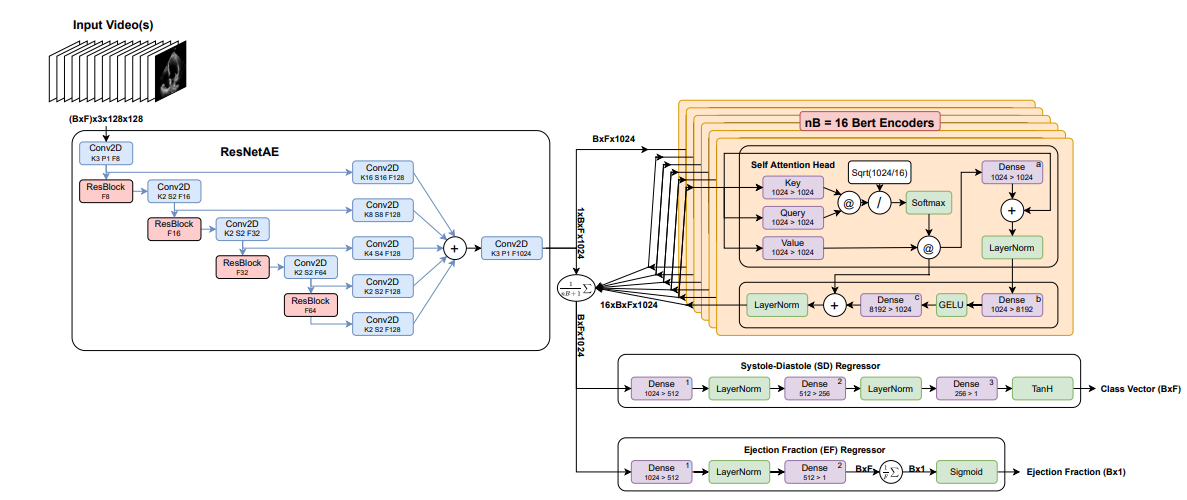 Input Video(s)
(BxF)x3x128x128
ResNetAE
Conv2D
K3 P1 F8
ResBlock
F8
Conv2D
K2 S2 F16
ResBlock
F16
Conv2D
K2 S2 F32
ResBlock
F32
Conv2D
K2 S2 F64
ResBlock
F64
Conv2D
K16 S16 F128
Conv2D
K8 S8 F128
Conv2D
K4 S4 F128
Conv2D
K2 S2 F128
Conv2D
K2 S2 F128
+
Conv2D
K3 P1 F1024
BxFx1024
1xBxFx1024
1/(nB+1) Σ
16xBxFx1024
BxFx1024
nB = 16 Bert Encoders
Self Attention Head
Key
1024 > 1024
Query
1024 > 1024
Value
1024 > 1024
@
Sqrt(1024/16)
/
Softmax
@
Dense a
1024 > 1024
+
LayerNorm
LayerNorm
+
Dense c
8192 > 1024
GELU
Dense b
1024 > 8192
Systole-Diastole (SD) Regressor
Dense 1
1024 > 512
LayerNorm
Dense 2
512 > 256
LayerNorm
Dense 3
256 > 1
TanH
Class Vector (BxF)
Ejection Fraction (EF) Regressor
Dense 1
1024 > 512
LayerNorm
Dense 2
512 > 1
BxF
1/F Σ
Bx1
Sigmoid
Ejection Fraction (Bx1)